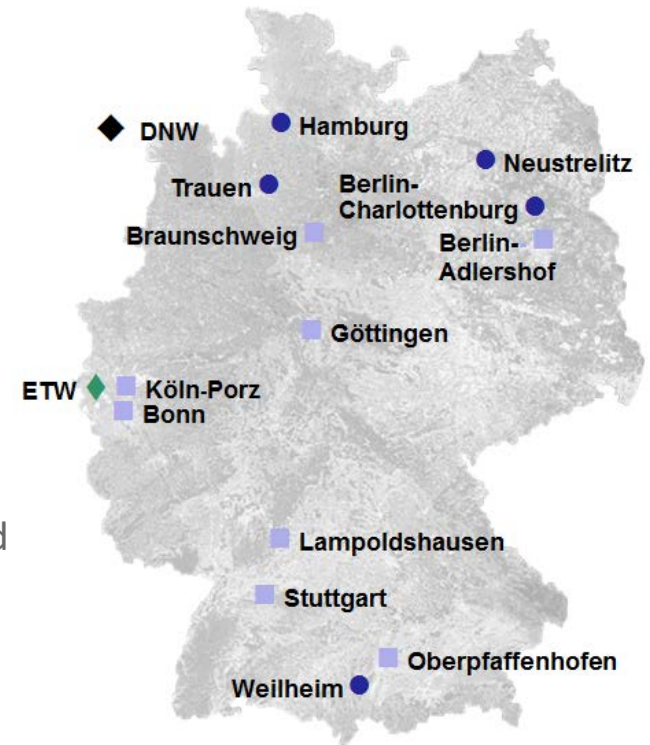 DNW
Hamburg
Neustrelitz
Trauen
Berlin-
Charlottenburg
Braunschweig
Berlin-
Adlershof
Göttingen
ETW
Köln-Porz
Bonn
d
Lampoldshausen
Stuttgart
Oberpfaffenhofen
Weilheim